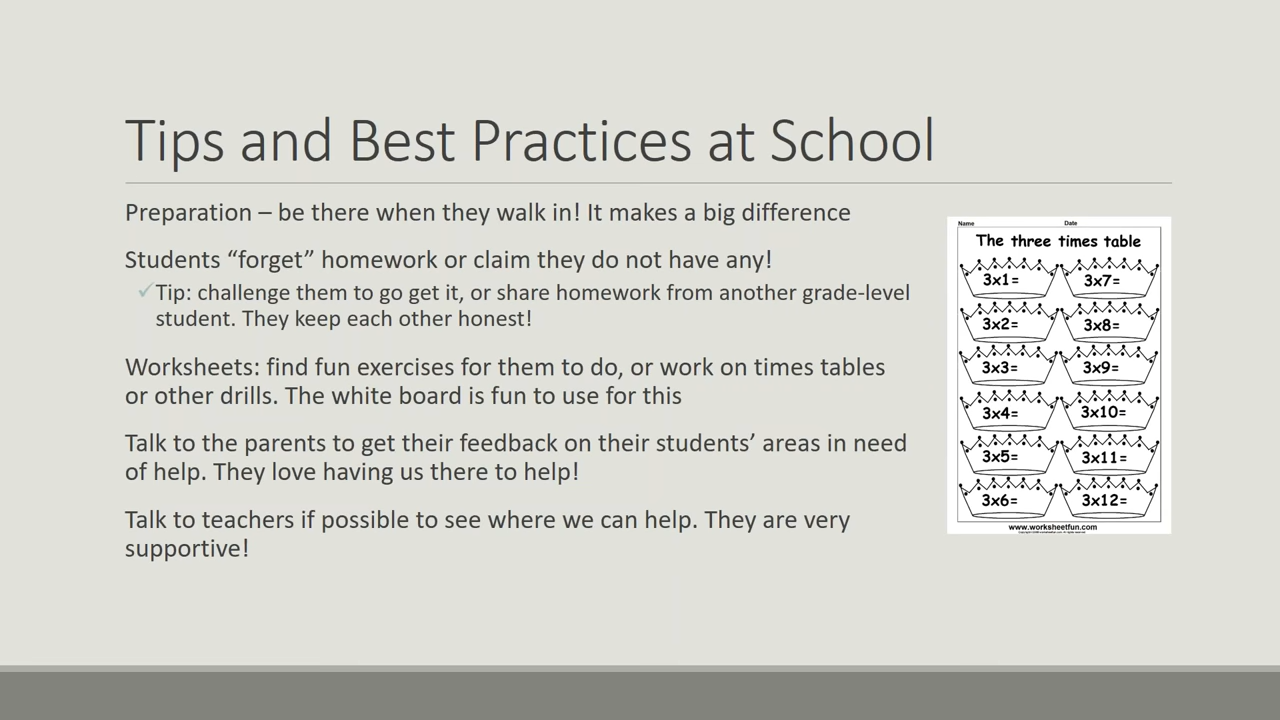 Tips and Best Practices at School
Preparation – be there when they walk in! It makes a big difference
Students “forget” homework or claim they do not have any!
✓Tip: challenge them to go get it, or share homework from another grade-level
student. They keep each other honest!
Worksheets: find fun exercises for them to do, or work on times tables
or other drills. The white board is fun to use for this
Talk to the parents to get their feedback on their students’ areas in need
of help. They love having us there to help!
Talk to teachers if possible to see where we can help. They are very
supportive!
Name Date
The three times table
3x1= 3x7=
3x2= 3x8=
3x3= 3x9=
3x4= 3x10=
3x5= 3x11=
3x6= 3x12=
www.worksheetfun.com